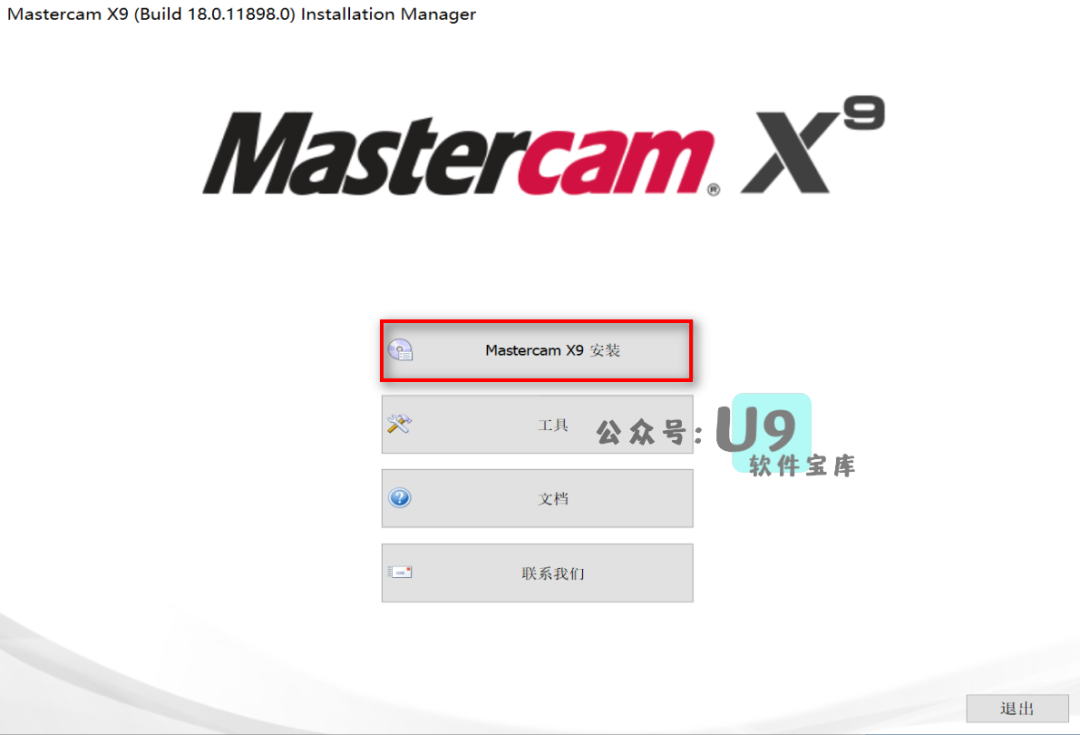 Mastercam X9 (Build 18.0.11898.0) Installation Manager
Mastercam® X9
Mastercam X9 安装
工具
公众号: U9
软件宝库
文档
联系我们
退出